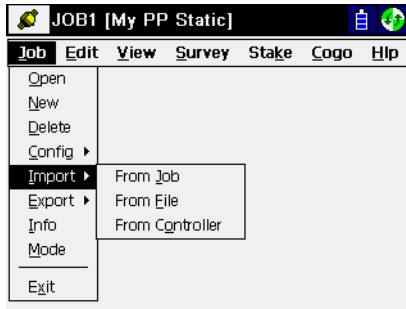 JOB1 [My PP Static]
Job Edit View Survey Stake Cogo Hlp
Open
New
Delete
Config
Import
From Job
From File
From Controller
Export
Info
Mode
Exit